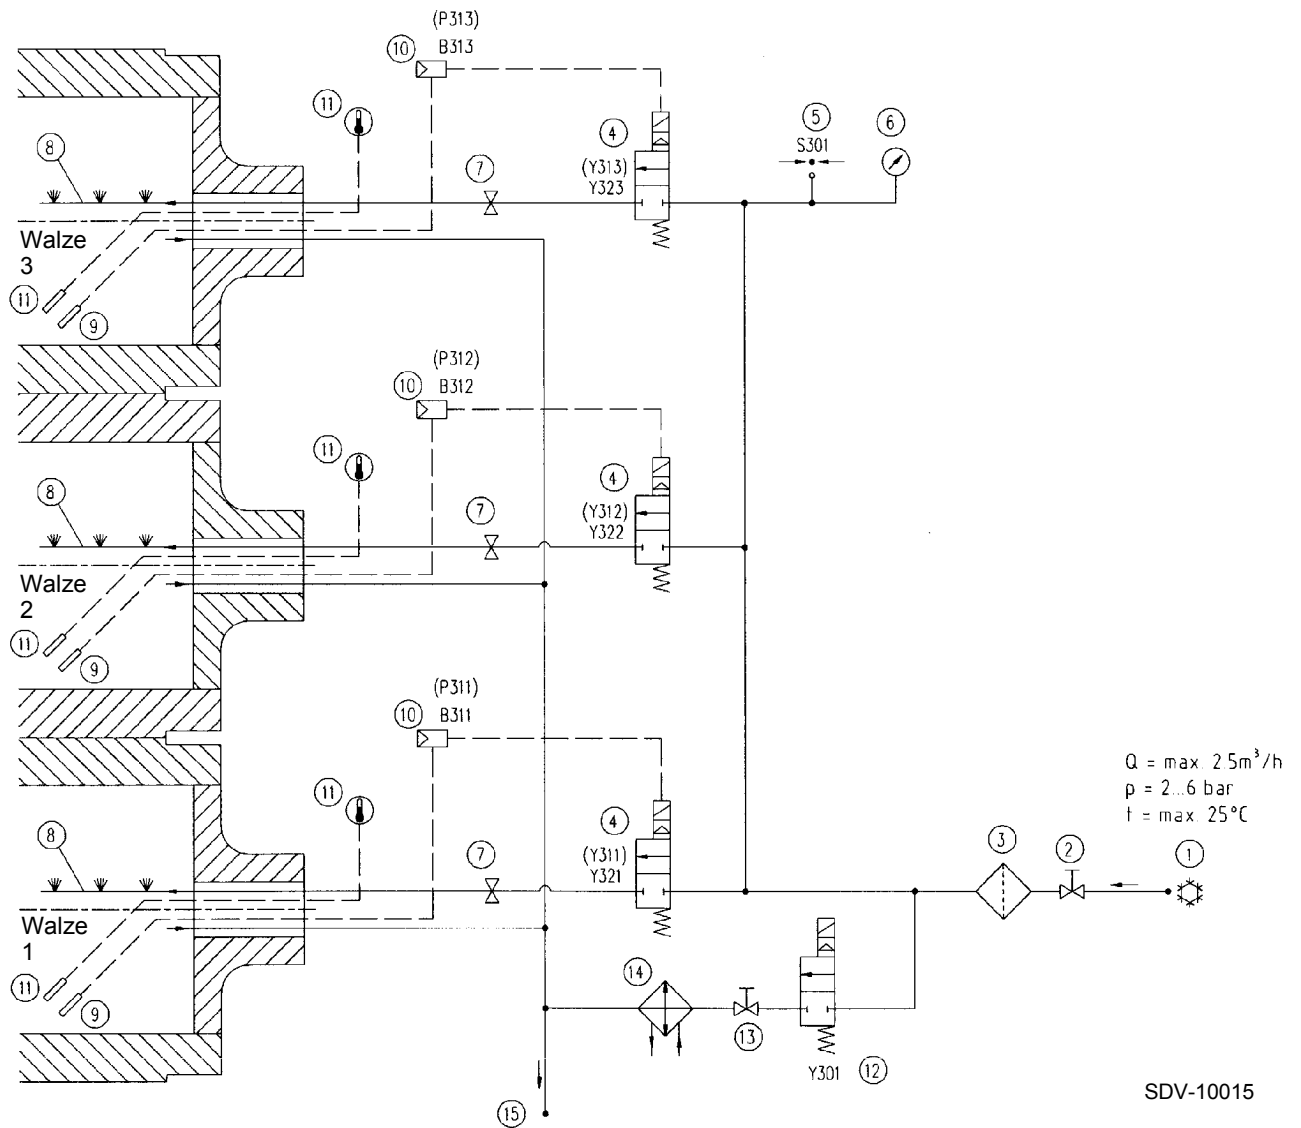 (P313)
10 B313
11
4
5
S301
6
8
7
(Y313)
Y323
Walze
3
11
9
(P312)
10 B312
11
4
8
7
(Y312)
Y322
Walze
2
11
9
(P311)
10 B311
Q = max. 2.5m³/h
p = 2...6 bar
t = max. 25°C
11
4
8
7
(Y311)
Y321
3
2
1
Walze
1
11
9
14
13
Y301 12
15
SDV-10015